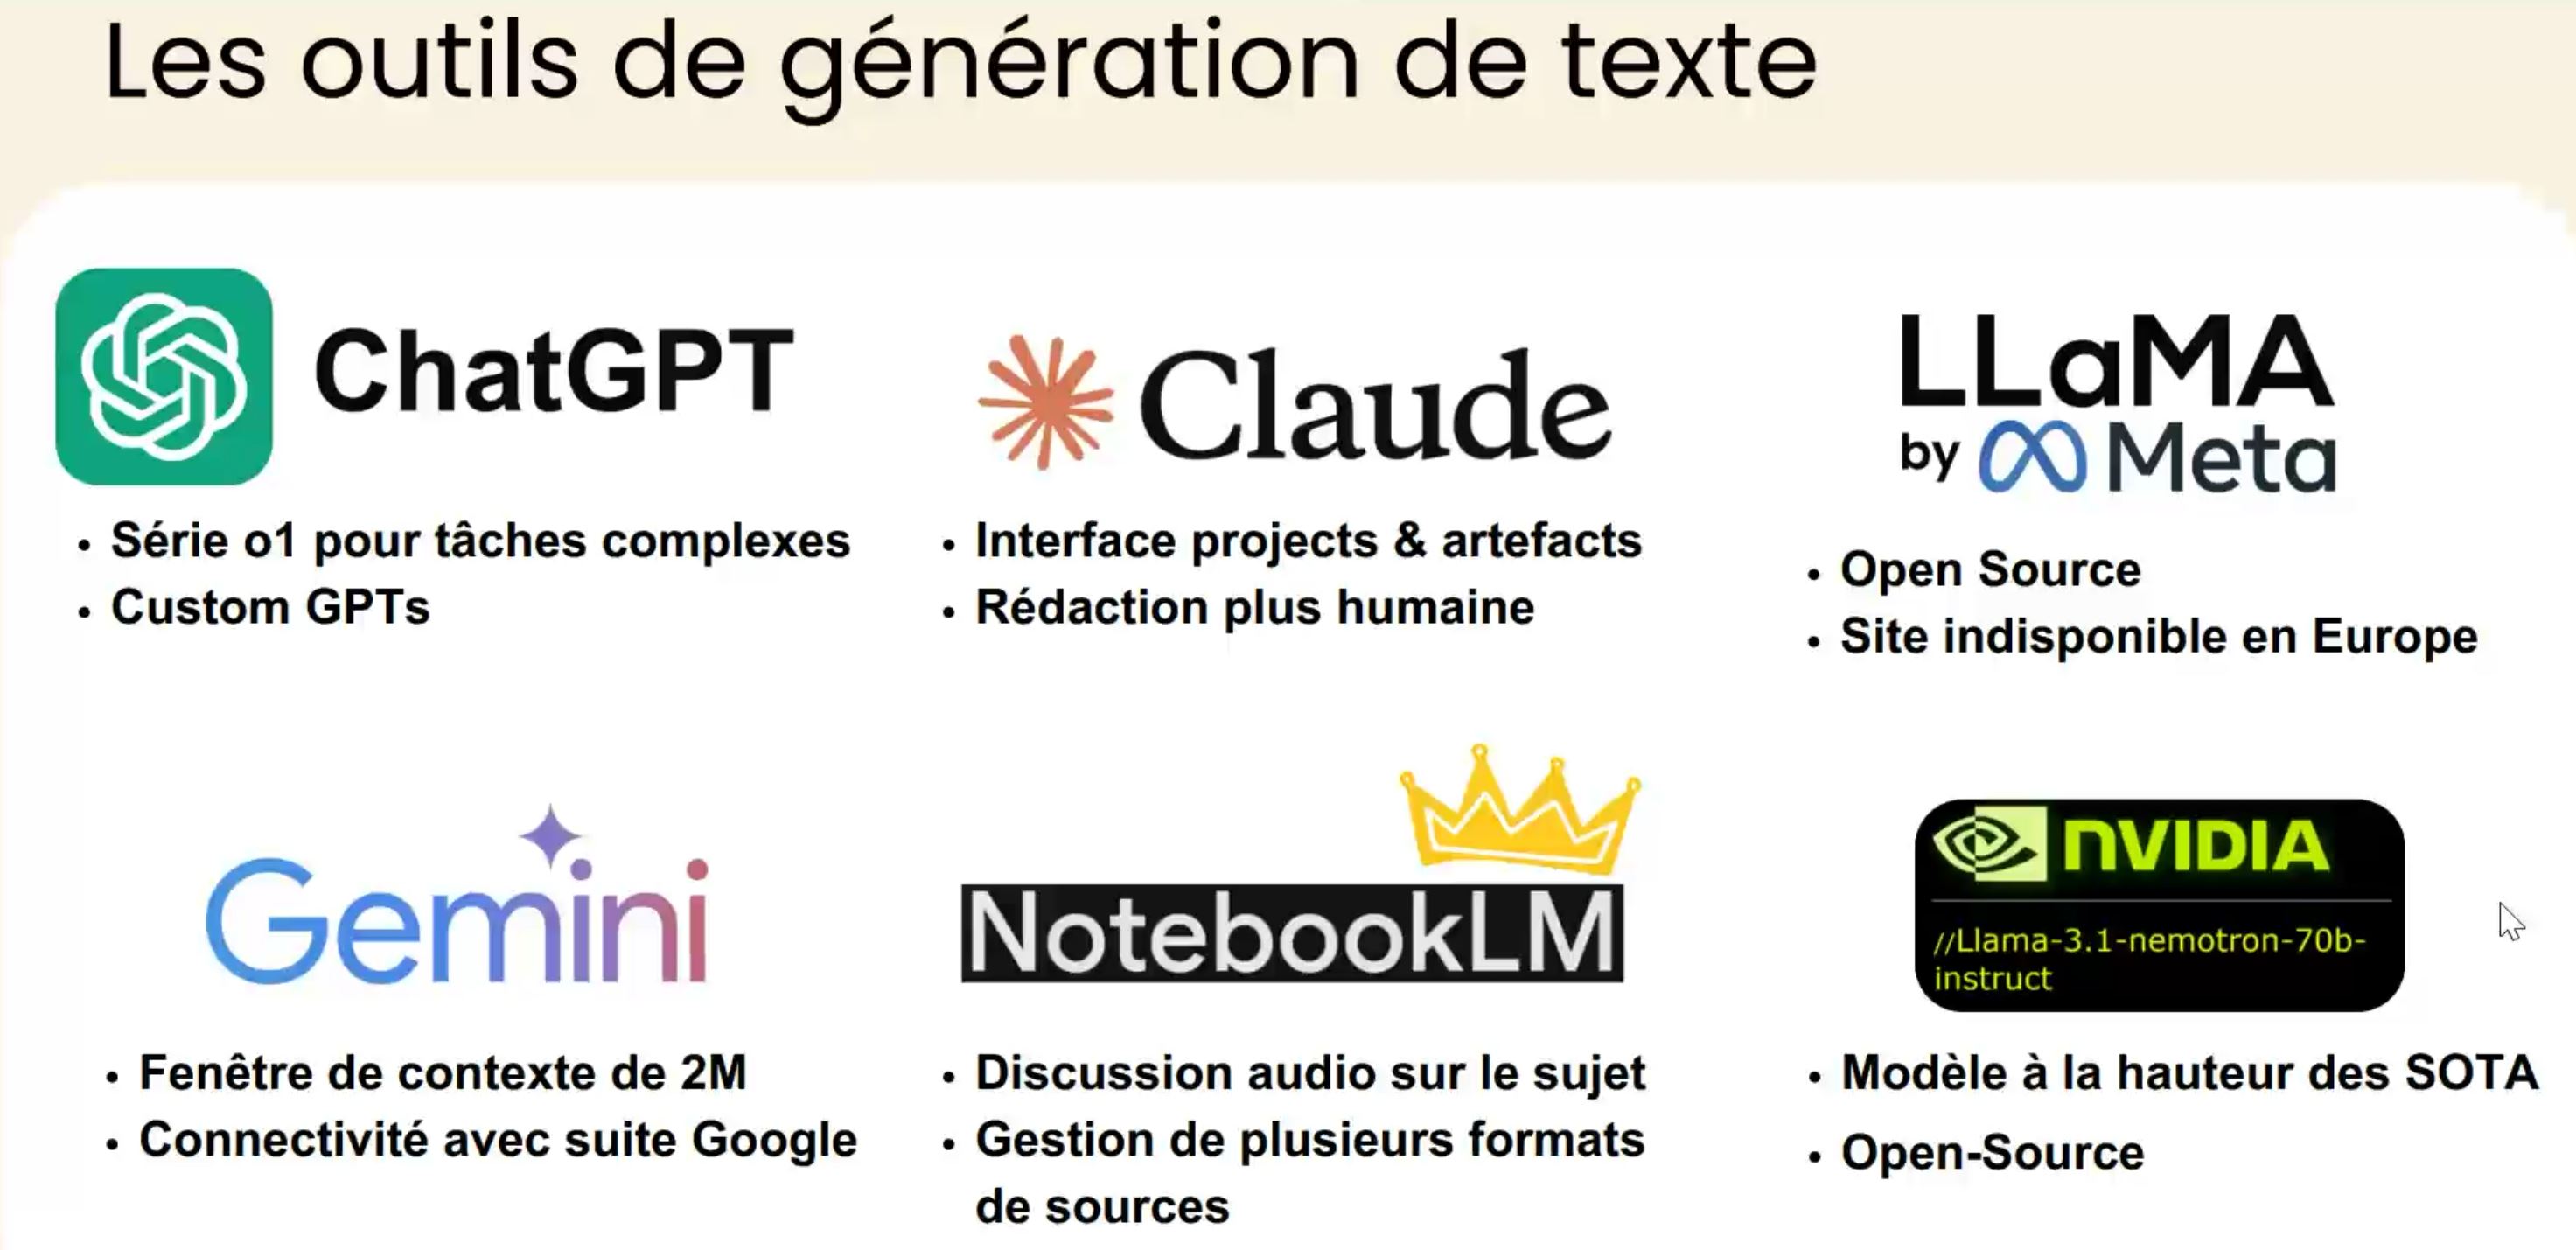 Les outils de génération de texte
ChatGPT
• Série o1 pour tâches complexes
• Custom GPTs
Claude
• Interface projects & artefacts
• Rédaction plus humaine
LLaMA
by Meta
• Open Source
• Site indisponible en Europe
Gemini
• Fenêtre de contexte de 2M
• Connectivité avec suite Google
NotebookLM
• Discussion audio sur le sujet
• Gestion de plusieurs formats
de sources
NVIDIA
//Llama-3.1-nemotron-70b-
instruct
• Modèle à la hauteur des SOTA
• Open-Source